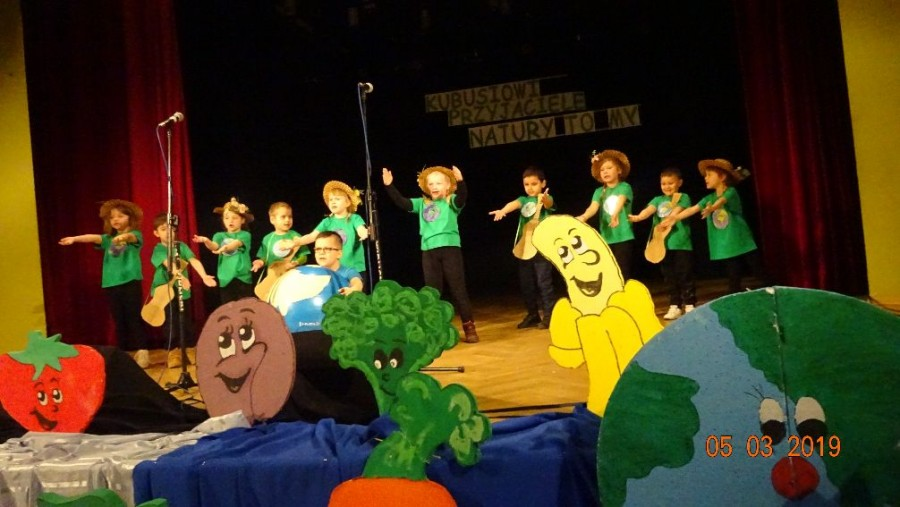 KUBUSIOWI
PRZYJACIELE
NATURY TO MY
05 03 2019